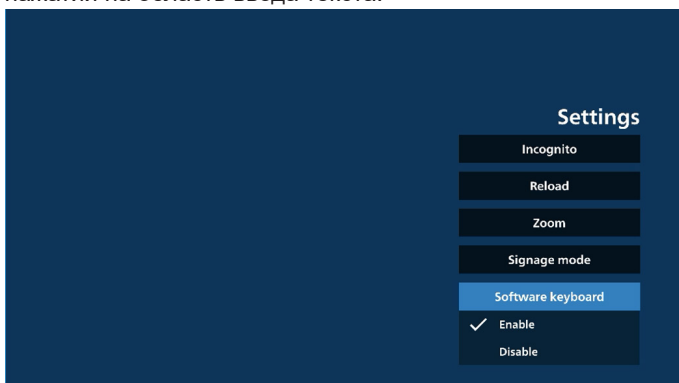 нажатии на область ввода текста.
Settings
Incognito
Reload
Zoom
Signage mode
Software keyboard
Enable
Disable